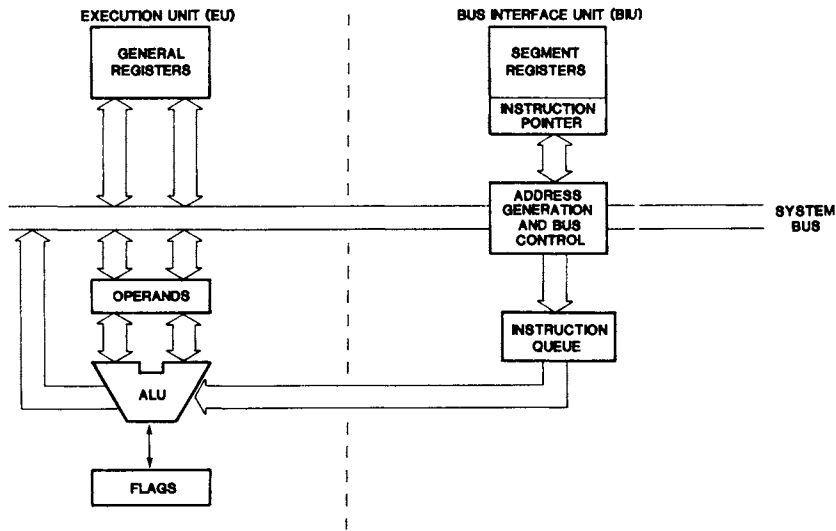 EXECUTION UNIT (EU)
BUS INTERFACE UNIT (BIU)
GENERAL
REGISTERS
SEGMENT
REGISTERS
INSTRUCTION
POINTER
ADDRESS
GENERATION
AND BUS
CONTROL
SYSTEM
BUS
OPERANDS
INSTRUCTION
QUEUE
ALU
FLAGS